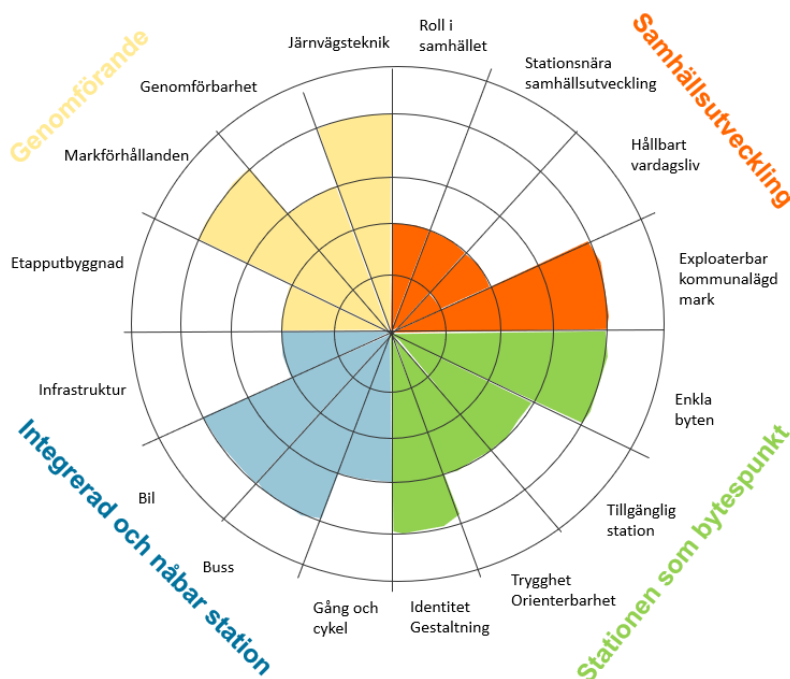 Genomförande
Samhällsutveckling
Järnvägsteknik
Roll i
samhället
Stationsnära
samhällsutveckling
Hållbart
vardagsliv
Exploaterbar
kommunalägd
mark
Enkla
byten
Tillgänglig
station
Trygghet
Orienterbarhet
Identitet
Gestaltning
Gång och
cykel
Buss
Bil
Infrastruktur
Etapputbyggnad
Markförhållanden
Genomförbarhet
Integrerad och nåbar station
Stationen som bytespunkt